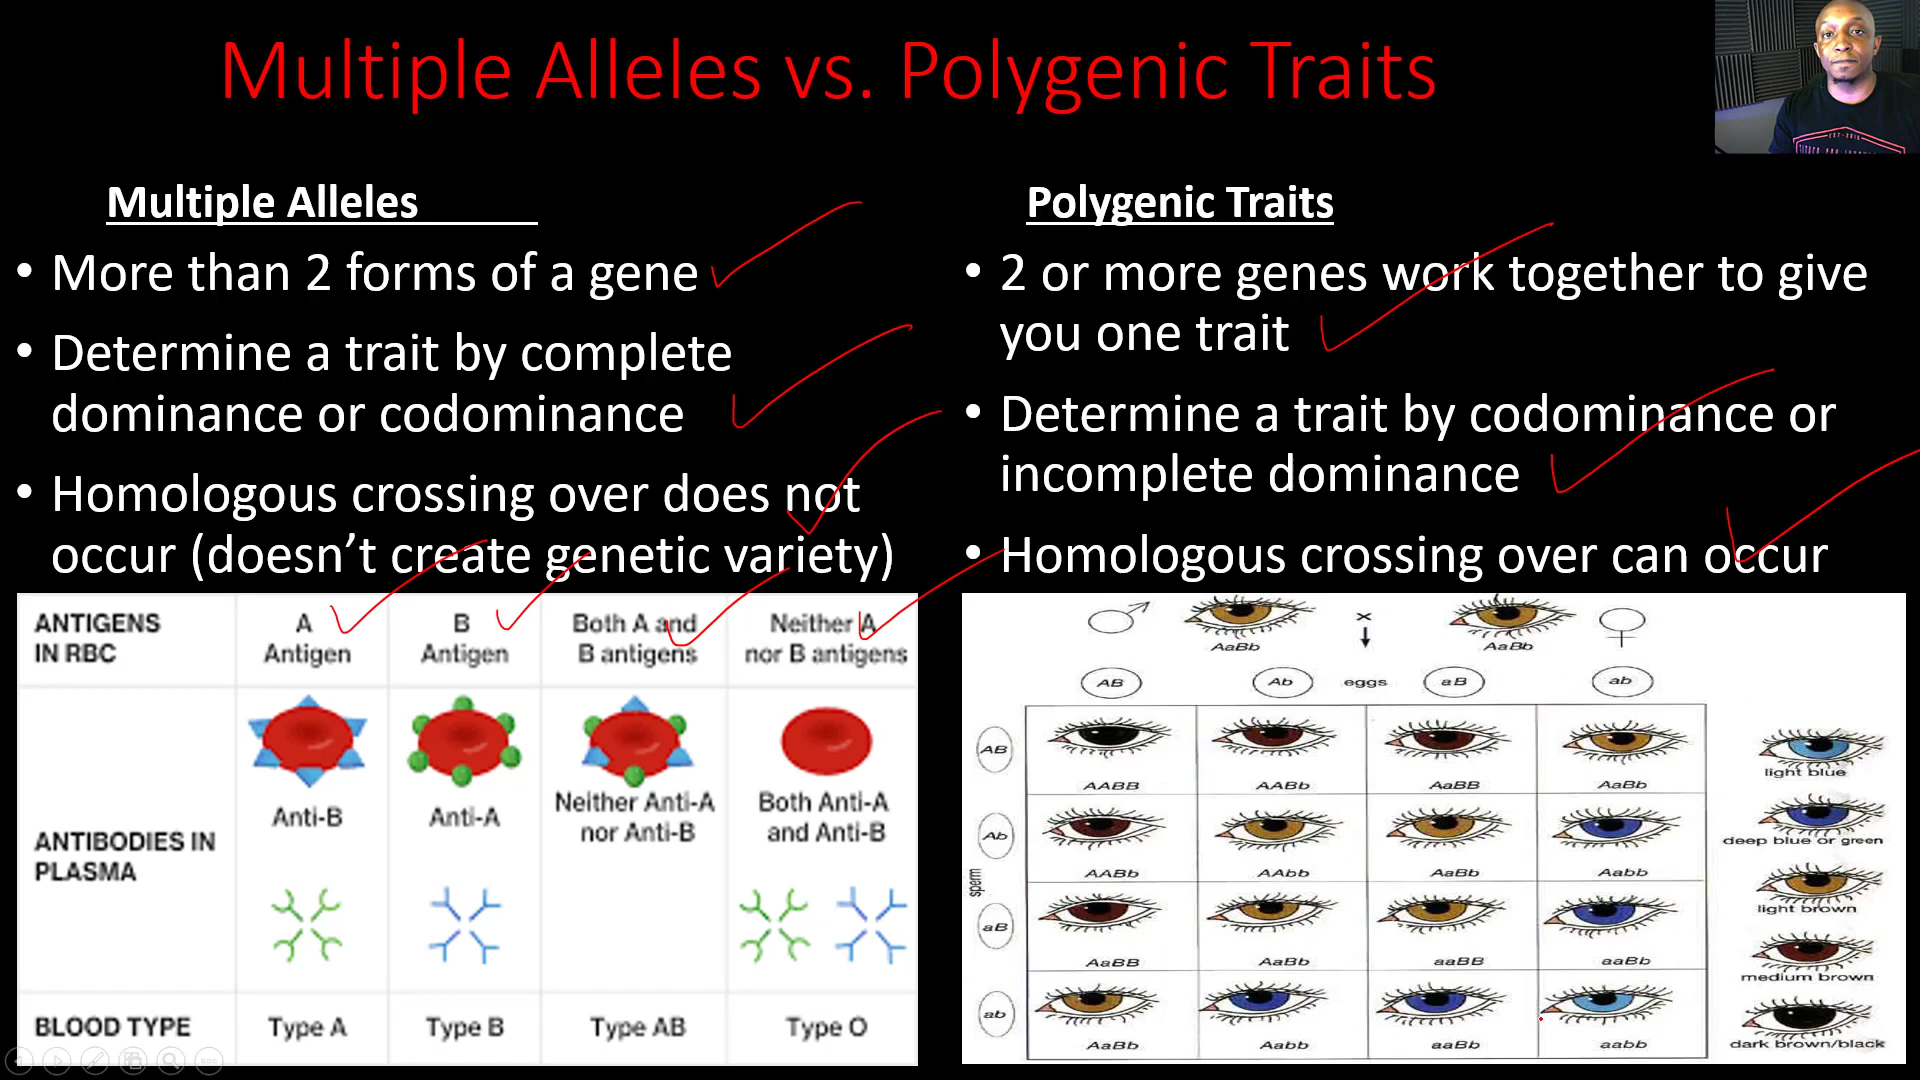 Multiple Alleles vs. Polygenic Traits
Multiple Alleles
• More than 2 forms of a gene
• Determine a trait by complete
dominance or codominance
• Homologous crossing over does not
occur (doesn't create genetic variety)
Polygenic Traits
• 2 or more genes work together to give
you one trait
• Determine a trait by codominance or
incomplete dominance
• Homologous crossing over can occur
ANTIGENS
IN RBC
A
Antigen
B
Antigen
Both A and
B antigens
Neither A
nor B antigens
ANTIBODIES IN
PLASMA
Anti-B
Anti-A
Neither Anti-A
nor Anti-B
Both Anti-A
and Anti-B
BLOOD TYPE
Type A
Type B
Type AB
Type O
AaBb
x
AaBb
AB
Ab
eggs
aB
ab
sperm
AB
AABB
AABb
AaBB
AaBb
Ab
AABb
AAbb
AaBb
Aabb
aB
AaBB
AaBb
aaBB
aaBb
ab
AaBb
Aabb
aaBb
aabb
light blue
deep blue or green
light brown
medium brown
dark brown/black